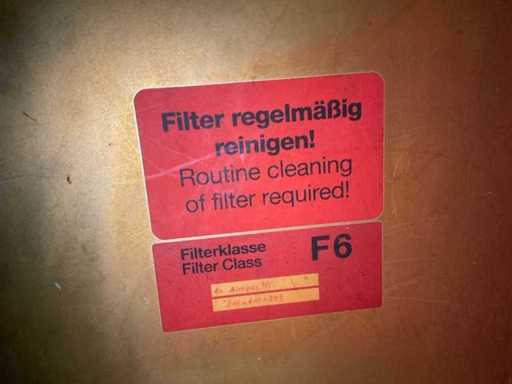 Filter regelmäßig
reinigen!
Routine cleaning
of filter required!
Filterklasse
Filter Class
F6